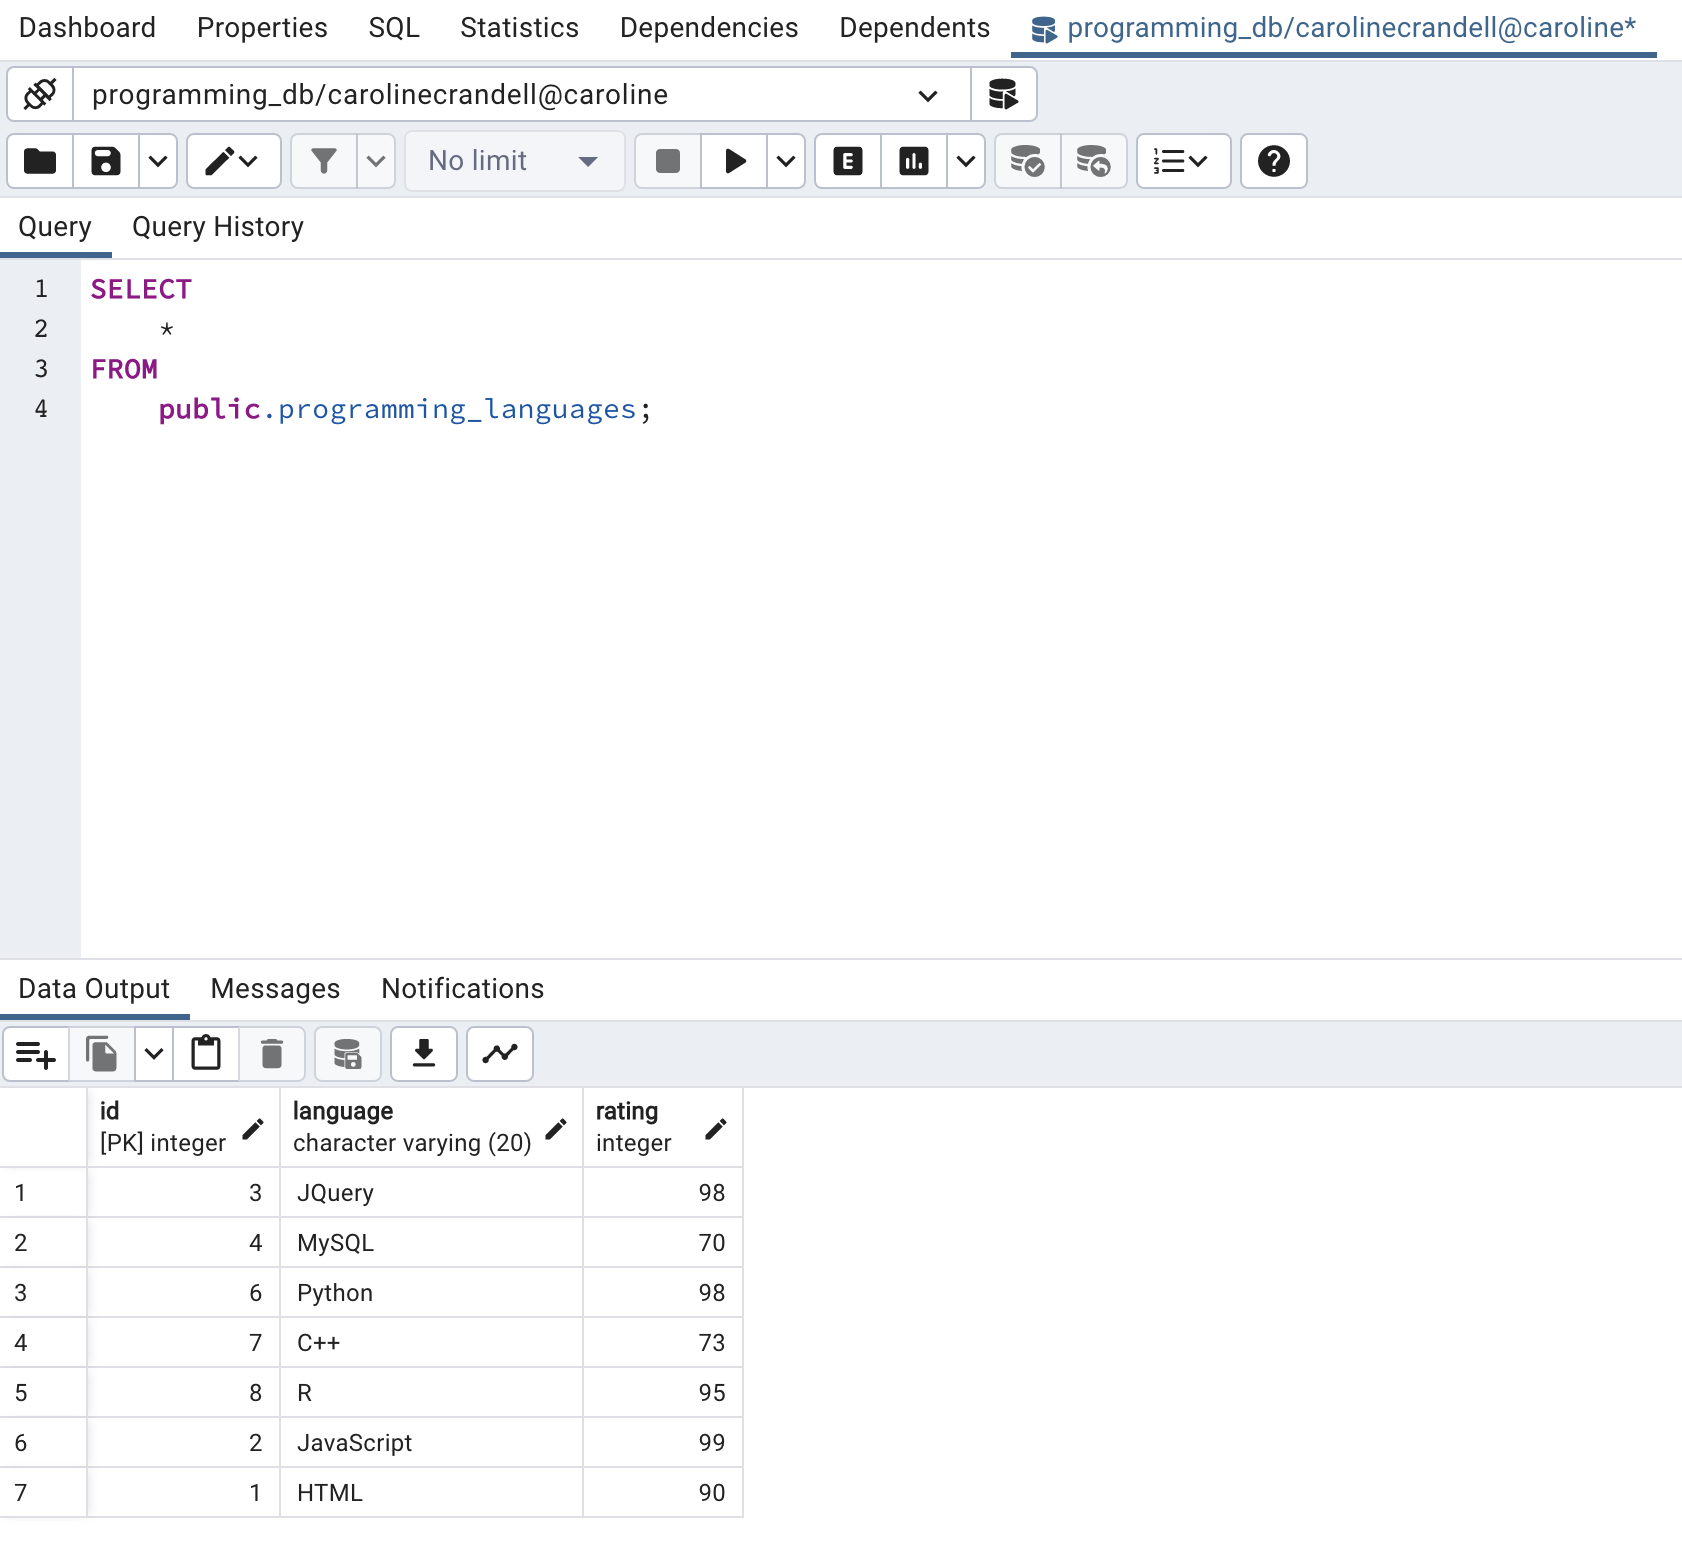 Dashboard Properties SQL Statistics Dependencies Dependents programming_db/carolinecrandell@caroline*
programming_db/carolinecrandell@caroline
No limit E
Query Query History
1 SELECT
2 *
3 FROM
4 public.programming_languages;
Data Output Messages Notifications
id language rating
[PK] integer character varying (20) integer
1 3 JQuery 98
2 4 MySQL 70
3 6 Python 98
4 7 C++ 73
5 8 R 95
6 2 JavaScript 99
7 1 HTML 90